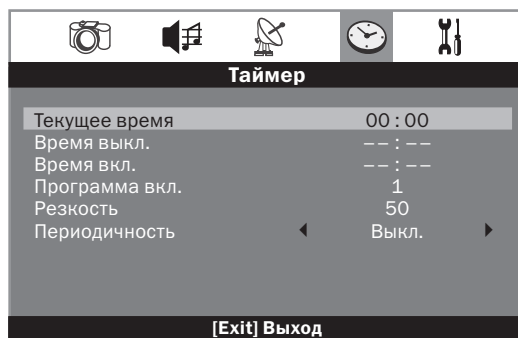 Таймер
Текущее время 00 : 00
Время выкл. −− : −−
Время вкл. −− : −−
Программа вкл. 1
Резкость 50
Периодичность Выкл.
[Exit] Выход